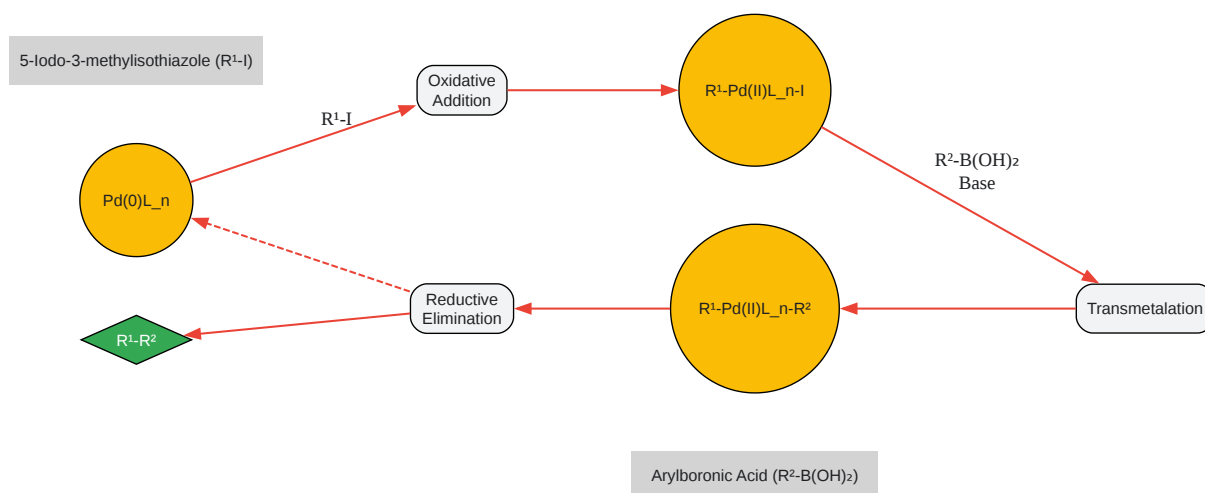 5-Iodo-3-methylisothiazole (R¹-I)
Oxidative
Addition
R¹-Pd(II)L_n-I
R¹-I
R²-B(OH)₂
Base
Pd(0)L_n
Reductive
Elimination
R¹-Pd(II)L_n-R²
Transmetalation
R¹-R²
Arylboronic Acid (R²-B(OH)₂)